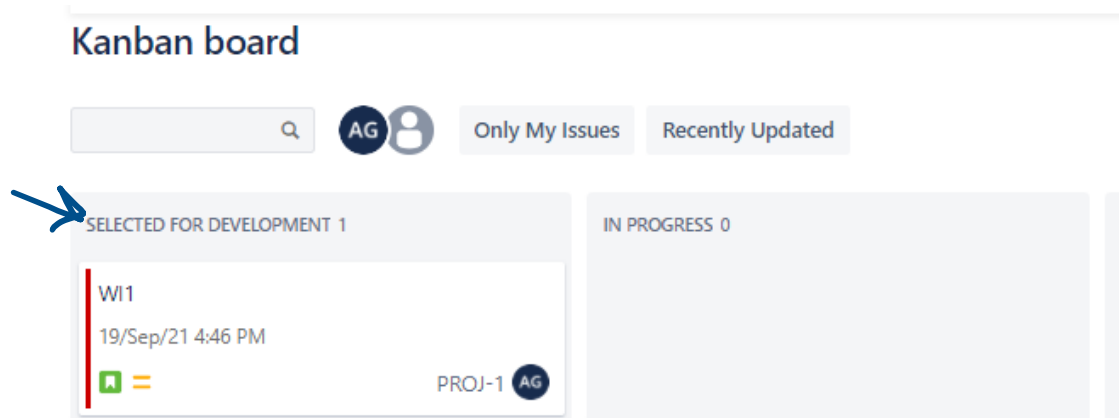 Kanban board
AG
Only My Issues
Recently Updated
SELECTED FOR DEVELOPMENT 1
IN PROGRESS 0
WI1
19/Sep/21 4:46 PM
PROJ-1 AG